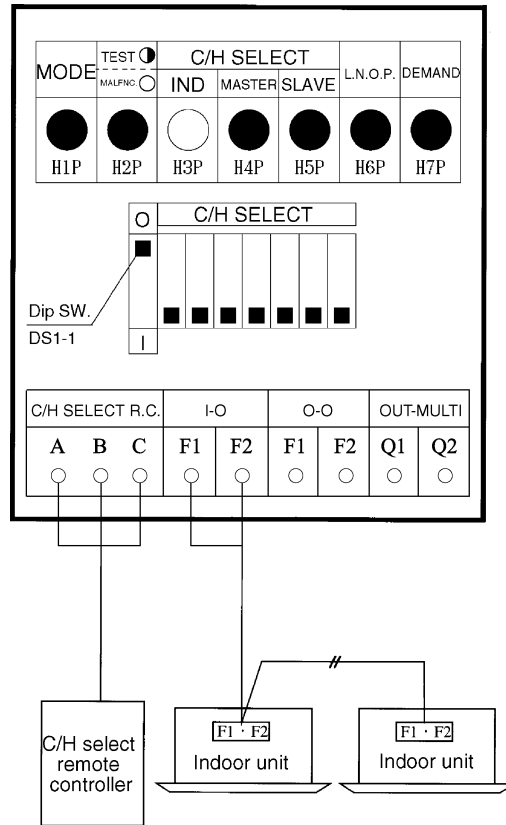 MODE TEST C/H SELECT L.N.O.P. DEMAND
MALFNC. IND MASTER SLAVE
H1P H2P H3P H4P H5P H6P H7P
O C/H SELECT
Dip SW.
DS1-1
I
C/H SELECT R.C. I-O O-O OUT-MULTI
A B C F1 F2 F1 F2 Q1 Q2
C/H select
remote
controller
F1 · F2
Indoor unit
F1 · F2
Indoor unit